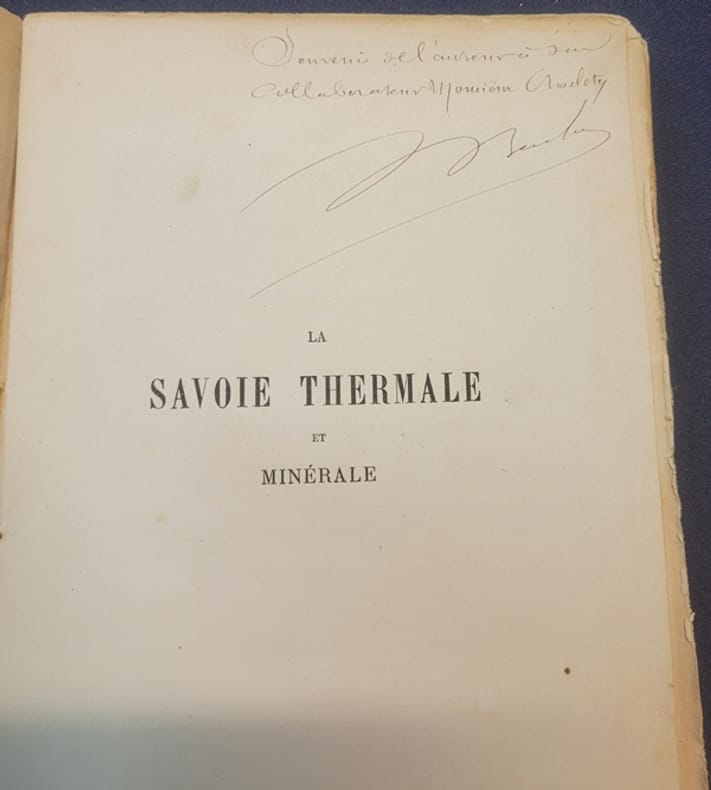 Souvenir de l'auteur à son
collaborateur Monsieur
LA
SAVOIE THERMALE
ET
MINÉRALE